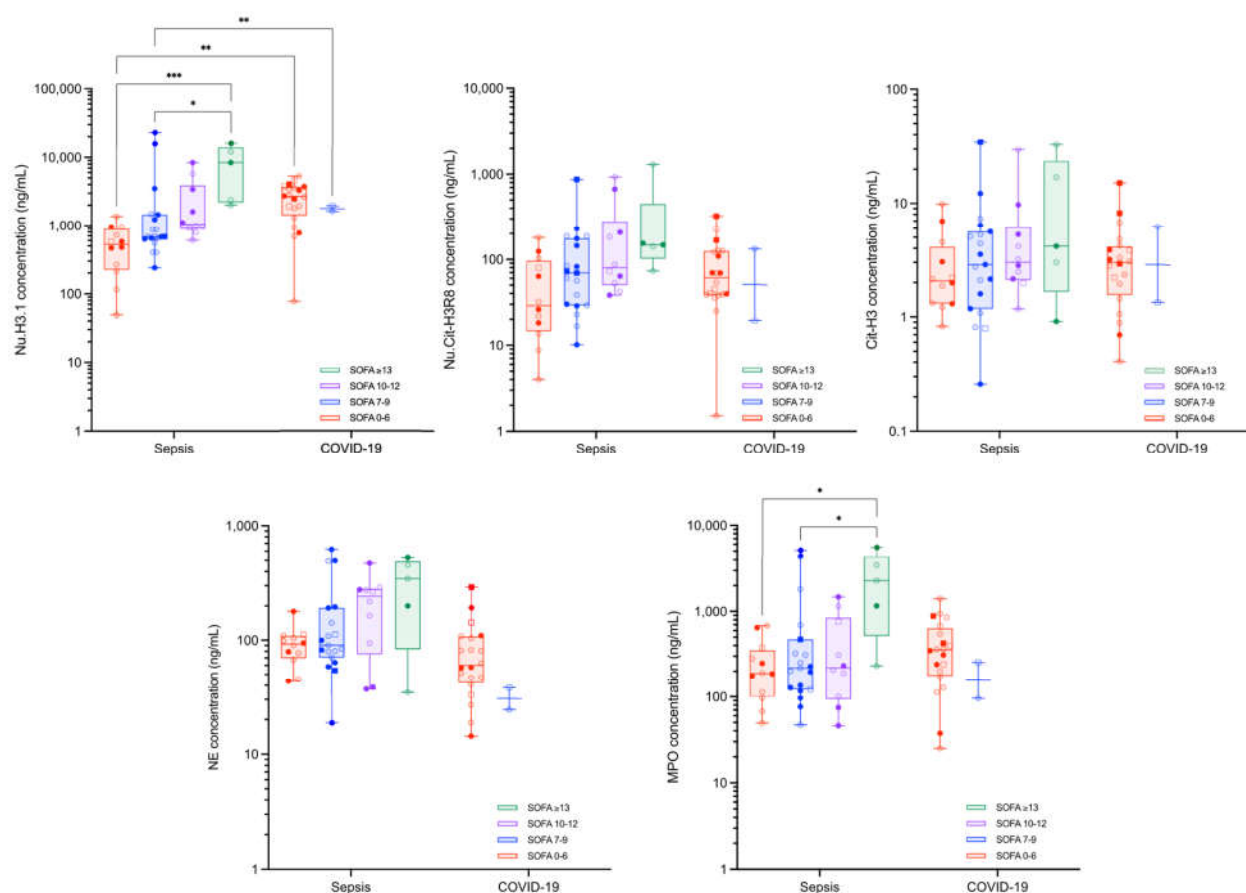 **
**
***
*
Nu.H3.1 concentration (ng/mL)
100,000
10,000
1,000
100
10
1
SOFA ≥13
SOFA 10-12
SOFA 7-9
SOFA 0-6
Sepsis
COVID-19
Nu.Cit-H3R8 concentration (ng/mL)
10,000
1,000
100
10
1
SOFA ≥13
SOFA 10-12
SOFA 7-9
SOFA 0-6
Sepsis
COVID-19
Cit-H3 concentration (ng/mL)
100
10
1
0.1
SOFA ≥13
SOFA 10-12
SOFA 7-9
SOFA 0-6
Sepsis
COVID-19
NE concentration (ng/mL)
1,000
100
10
1
SOFA ≥13
SOFA 10-12
SOFA 7-9
SOFA 0-6
Sepsis
COVID-19
*
*
MPO concentration (ng/mL)
10,000
1,000
100
10
1
SOFA ≥13
SOFA 10-12
SOFA 7-9
SOFA 0-6
Sepsis
COVID-19